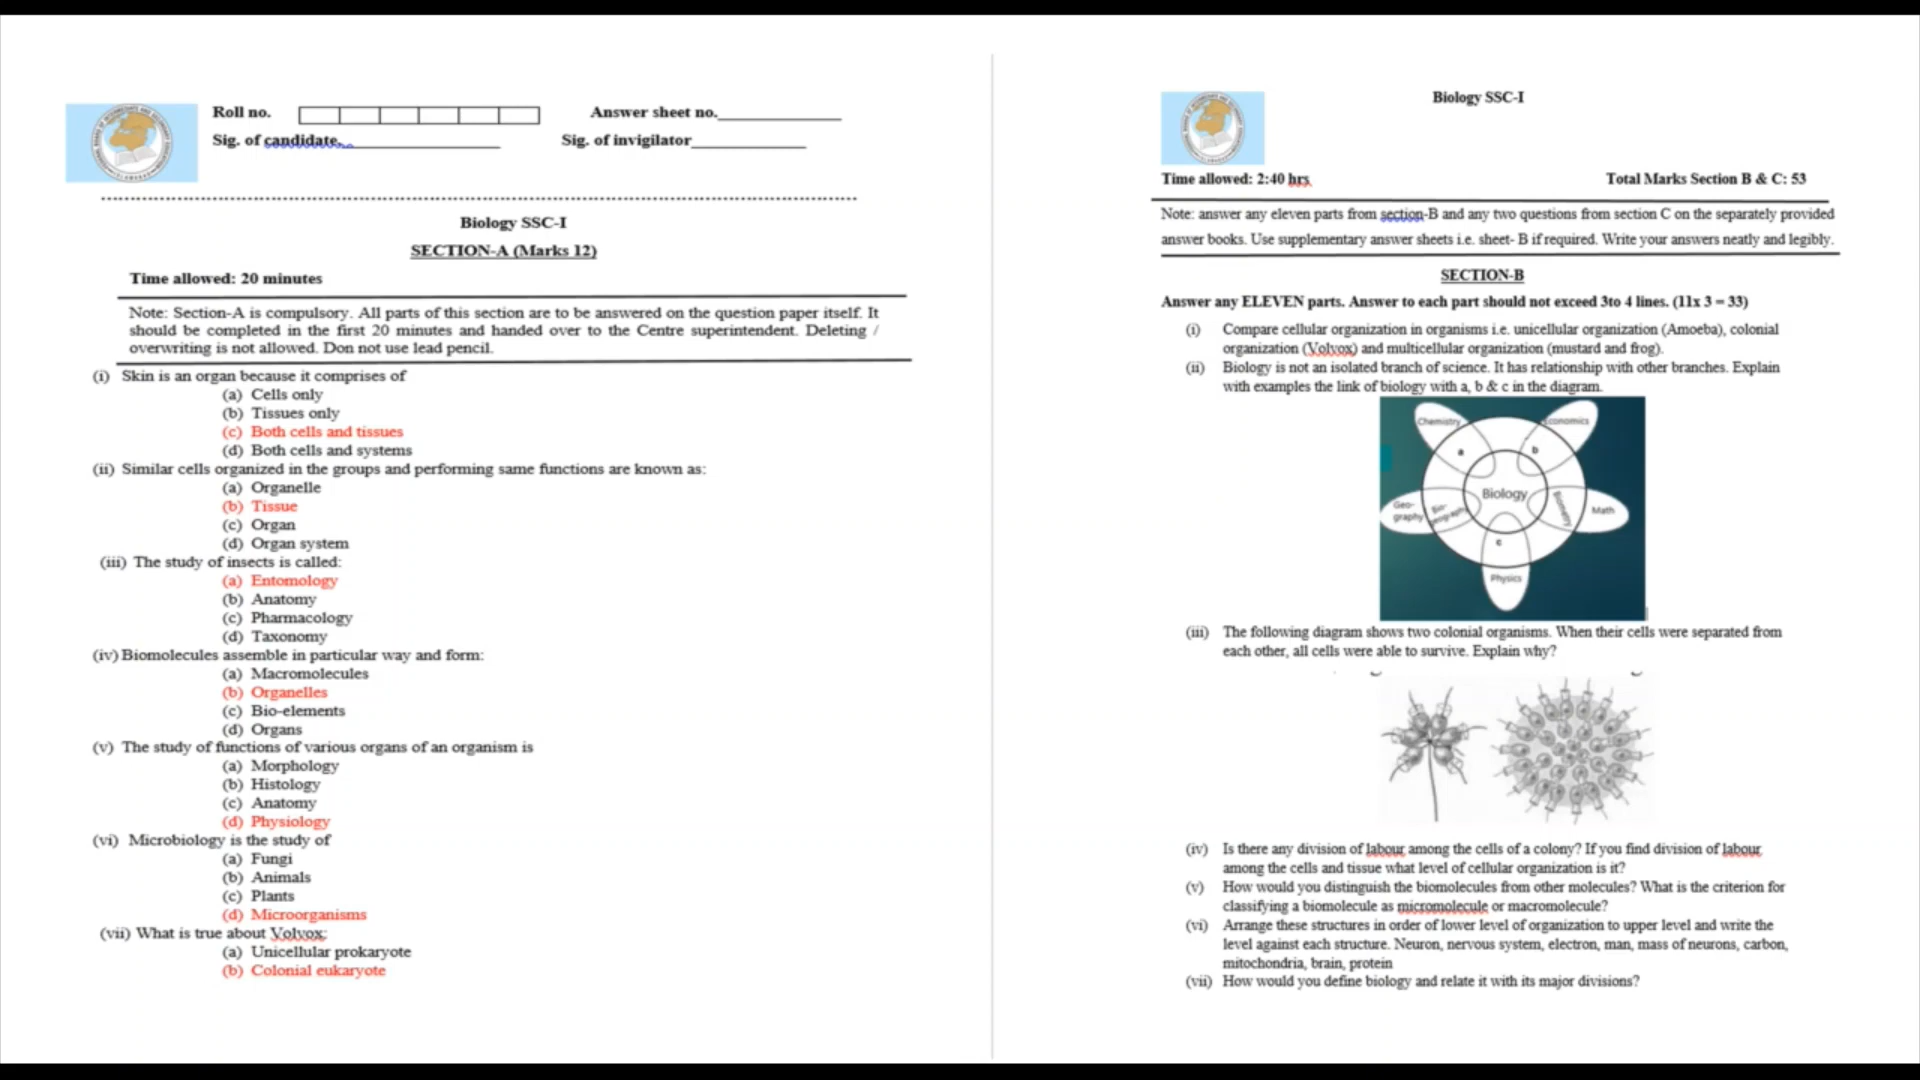 Roll no.
Answer sheet no.
Sig. of candidate.
Sig. of invigilator
Biology SSC-I
SECTION-A (Marks 12)
Time allowed: 20 minutes
Note: Section-A is compulsory. All parts of this section are to be answered on the question paper itself. It
should be completed in the first 20 minutes and handed over to the Centre superintendent. Deleting /
overwriting is not allowed. Don not use lead pencil.
(i) Skin is an organ because it comprises of
(a) Cells only
(b) Tissues only
(c) Both cells and tissues
(d) Both cells and systems
(ii) Similar cells organized in the groups and performing same functions are known as:
(a) Organelle
(b) Tissue
(c) Organ
(d) Organ system
(iii) The study of insects is called:
(a) Entomology
(b) Anatomy
(c) Pharmacology
(d) Taxonomy
(iv) Biomolecules assemble in particular way and form:
(a) Macromolecules
(b) Organelles
(c) Bio-elements
(d) Organs
(v) The study of functions of various organs of an organism is
(a) Morphology
(b) Histology
(c) Anatomy
(d) Physiology
(vi) Microbiology is the study of
(a) Fungi
(b) Animals
(c) Plants
(d) Microorganisms
(vii) What is true about Volvox:
(a) Unicellular prokaryote
(b) Colonial eukaryote
Biology SSC-I
Time allowed: 2:40 hrs
Total Marks Section B & C: 53
Note: answer any eleven parts from section-B and any two questions from section C on the separately provided
answer books. Use supplementary answer sheets i.e. sheet- B if required. Write your answers neatly and legibly.
SECTION-B
Answer any ELEVEN parts. Answer to each part should not exceed 3to 4 lines. (11x 3 = 33)
(i) Compare cellular organization in organisms i.e. unicellular organization (Amoeba), colonial
organization (Volvox) and multicellular organization (mustard and frog).
(ii) Biology is not an isolated branch of science. It has relationship with other branches. Explain
with examples the link of biology with a, b & c in the diagram.
Chemistry
Economics
a
b
Biology
Geo-
graphy
Bio-
geography
Biometry
Math
c
Physics
(iii) The following diagram shows two colonial organisms. When their cells were separated from
each other, all cells were able to survive. Explain why?
(iv) Is there any division of labour among the cells of a colony? If you find division of labour
among the cells and tissue what level of cellular organization is it?
(v) How would you distinguish the biomolecules from other molecules? What is the criterion for
classifying a biomolecule as micromolecule or macromolecule?
(vi) Arrange these structures in order of lower level of organization to upper level and write the
level against each structure. Neuron, nervous system, electron, man, mass of neurons, carbon,
mitochondria, brain, protein
(vii) How would you define biology and relate it with its major divisions?